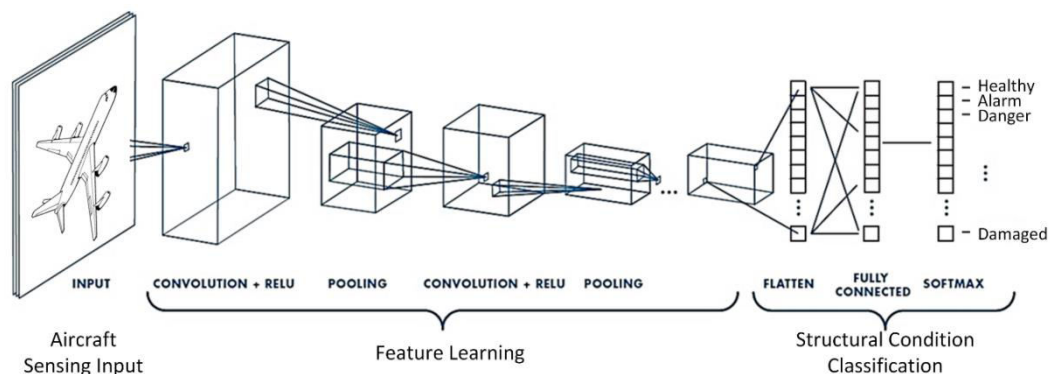 Healthy
Alarm
Danger
...
Damaged
INPUT
CONVOLUTION + RELU
POOLING
CONVOLUTION + RELU
POOLING
FLATTEN
FULLY
CONNECTED
SOFTMAX
Aircraft
Sensing Input
Feature Learning
Structural Condition
Classification